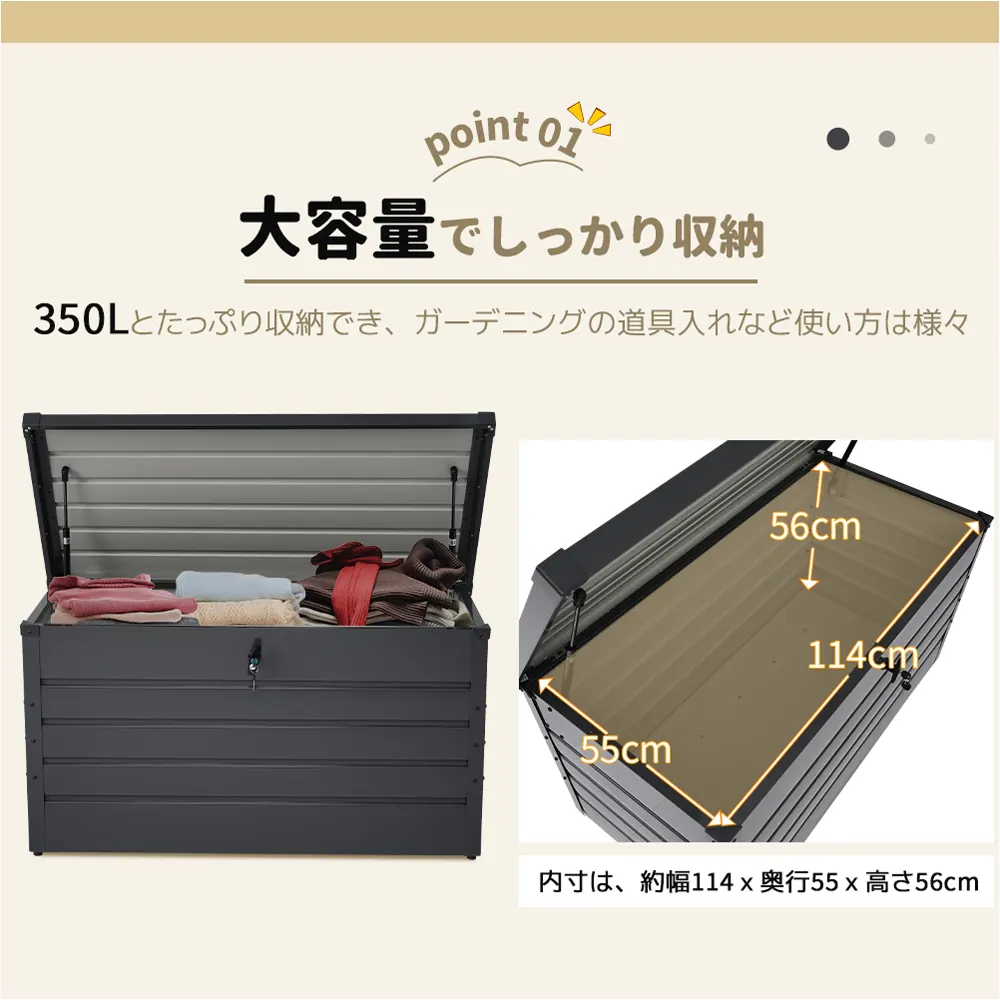 point 01
大容量でしっかり収納
350Lとたっぷり収納でき、ガーデニングの道具入れなど使い方は様々
56cm
114cm
55cm
内寸は、約幅114 x 奥行55 x 高さ56cm